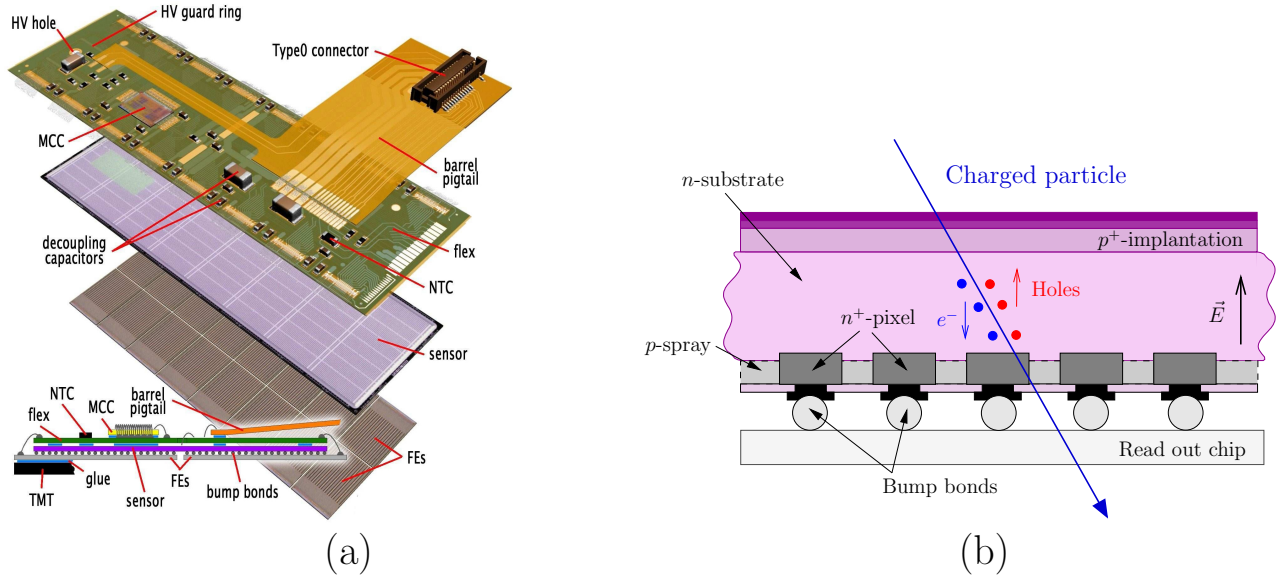 HV hole
HV guard ring
Type0 connector
MCC
barrel
pigtail
decoupling
capacitors
flex
NTC
sensor
barrel
pigtail
NTC
MCC
flex
FEs
glue
FEs
TMT
sensor
bump bonds
(a)
Charged particle
n-substrate
p⁺-implantation
Holes
e⁻
n⁺-pixel
E⃗
p-spray
Read out chip
Bump bonds
(b)